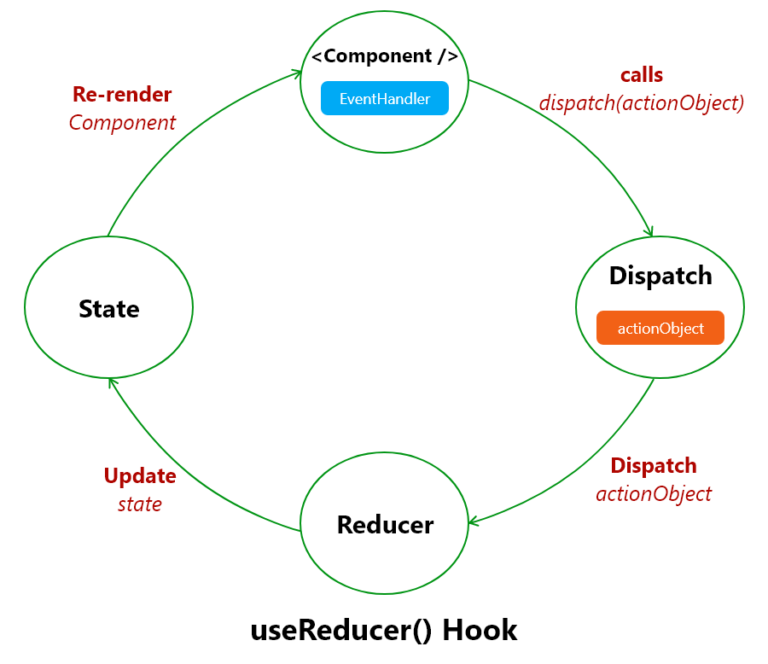 <Component />
EventHandler
calls
dispatch(actionObject)
Re-render
Component
Dispatch
actionObject
State
Dispatch
actionObject
Update
state
Reducer
useReducer() Hook